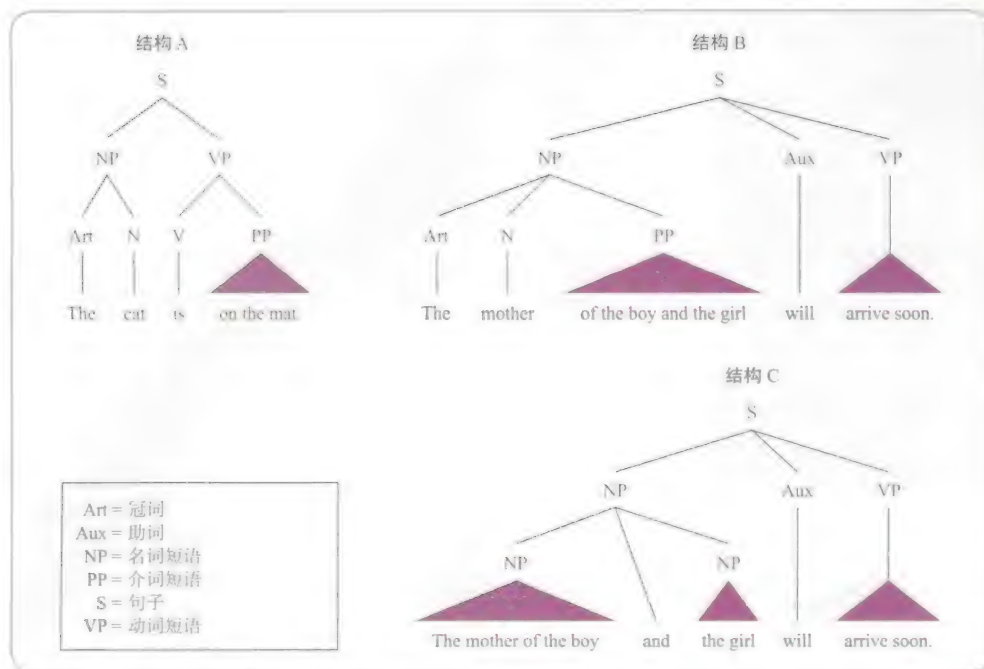 结构 A
S
NP VP
Art N V PP
The cat is on the mat.
结构 B
S
NP Aux VP
Art N PP
The mother of the boy and the girl will arrive soon.
结构 C
S
NP Aux VP
NP NP
The mother of the boy and the girl will arrive soon.
Art = 冠词
Aux = 助词
NP = 名词短语
PP = 介词短语
S = 句子
VP = 动词短语